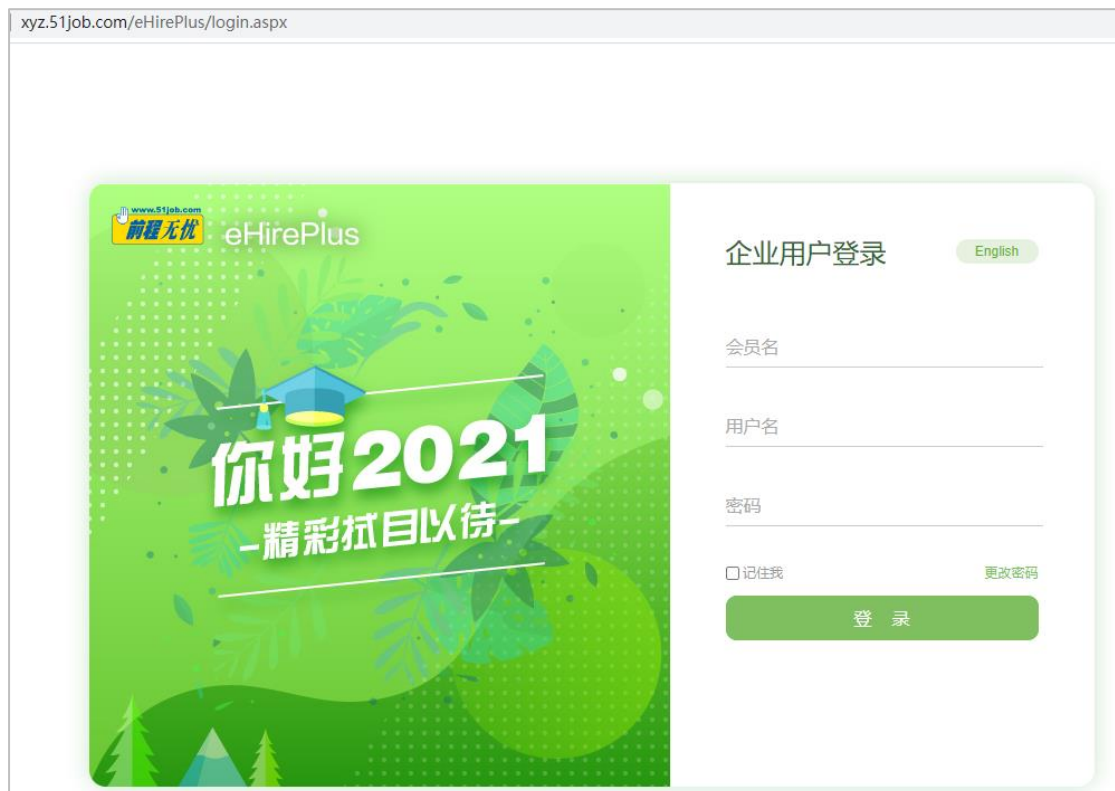 xyz.51job.com/eHirePlus/login.aspx
www.51job.com
前程无忧
eHirePlus
你好2021
-精彩拭目以待-
企业用户登录
English
会员名
用户名
密码
记住我
更改密码
登 录